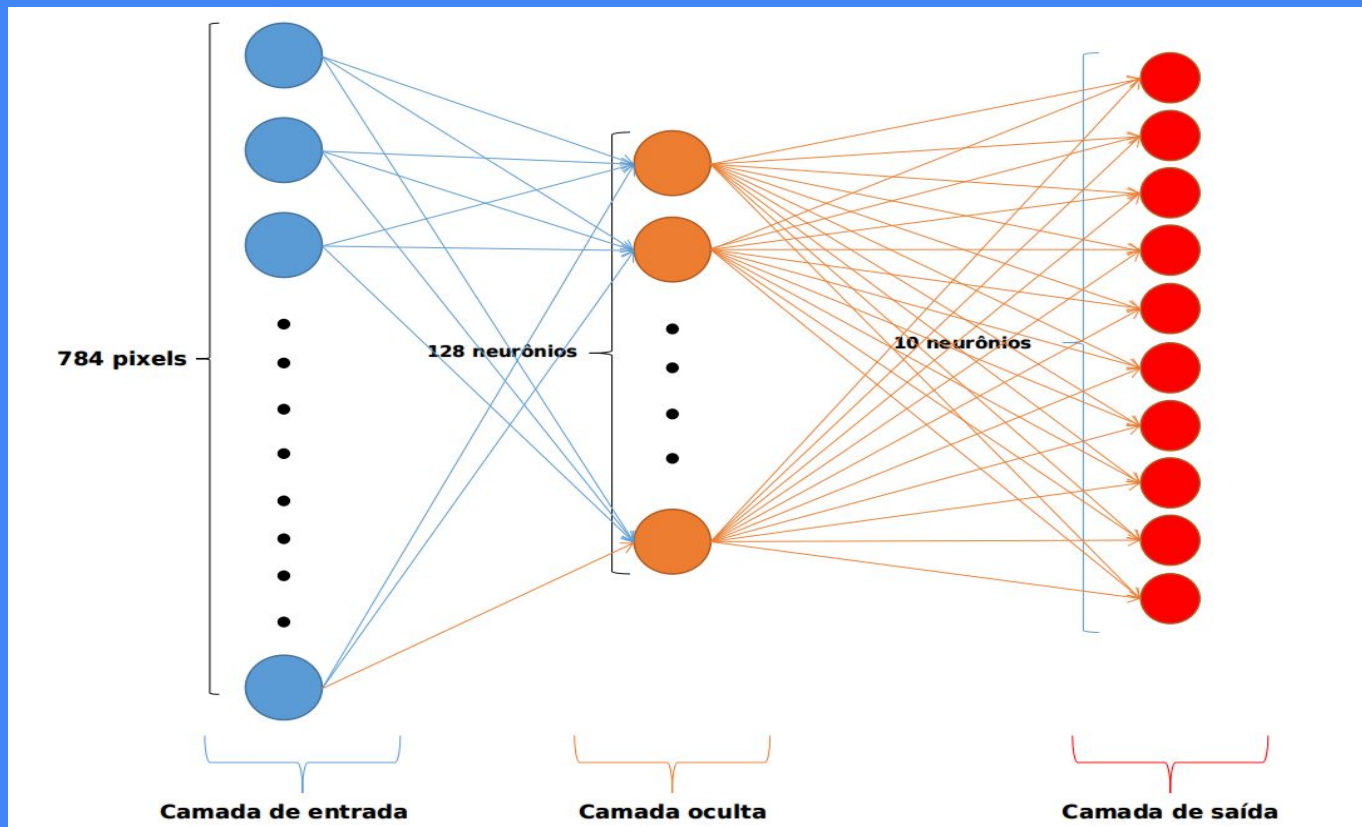 784 pixels
128 neurônios
10 neurônios
Camada de entrada
Camada oculta
Camada de saída